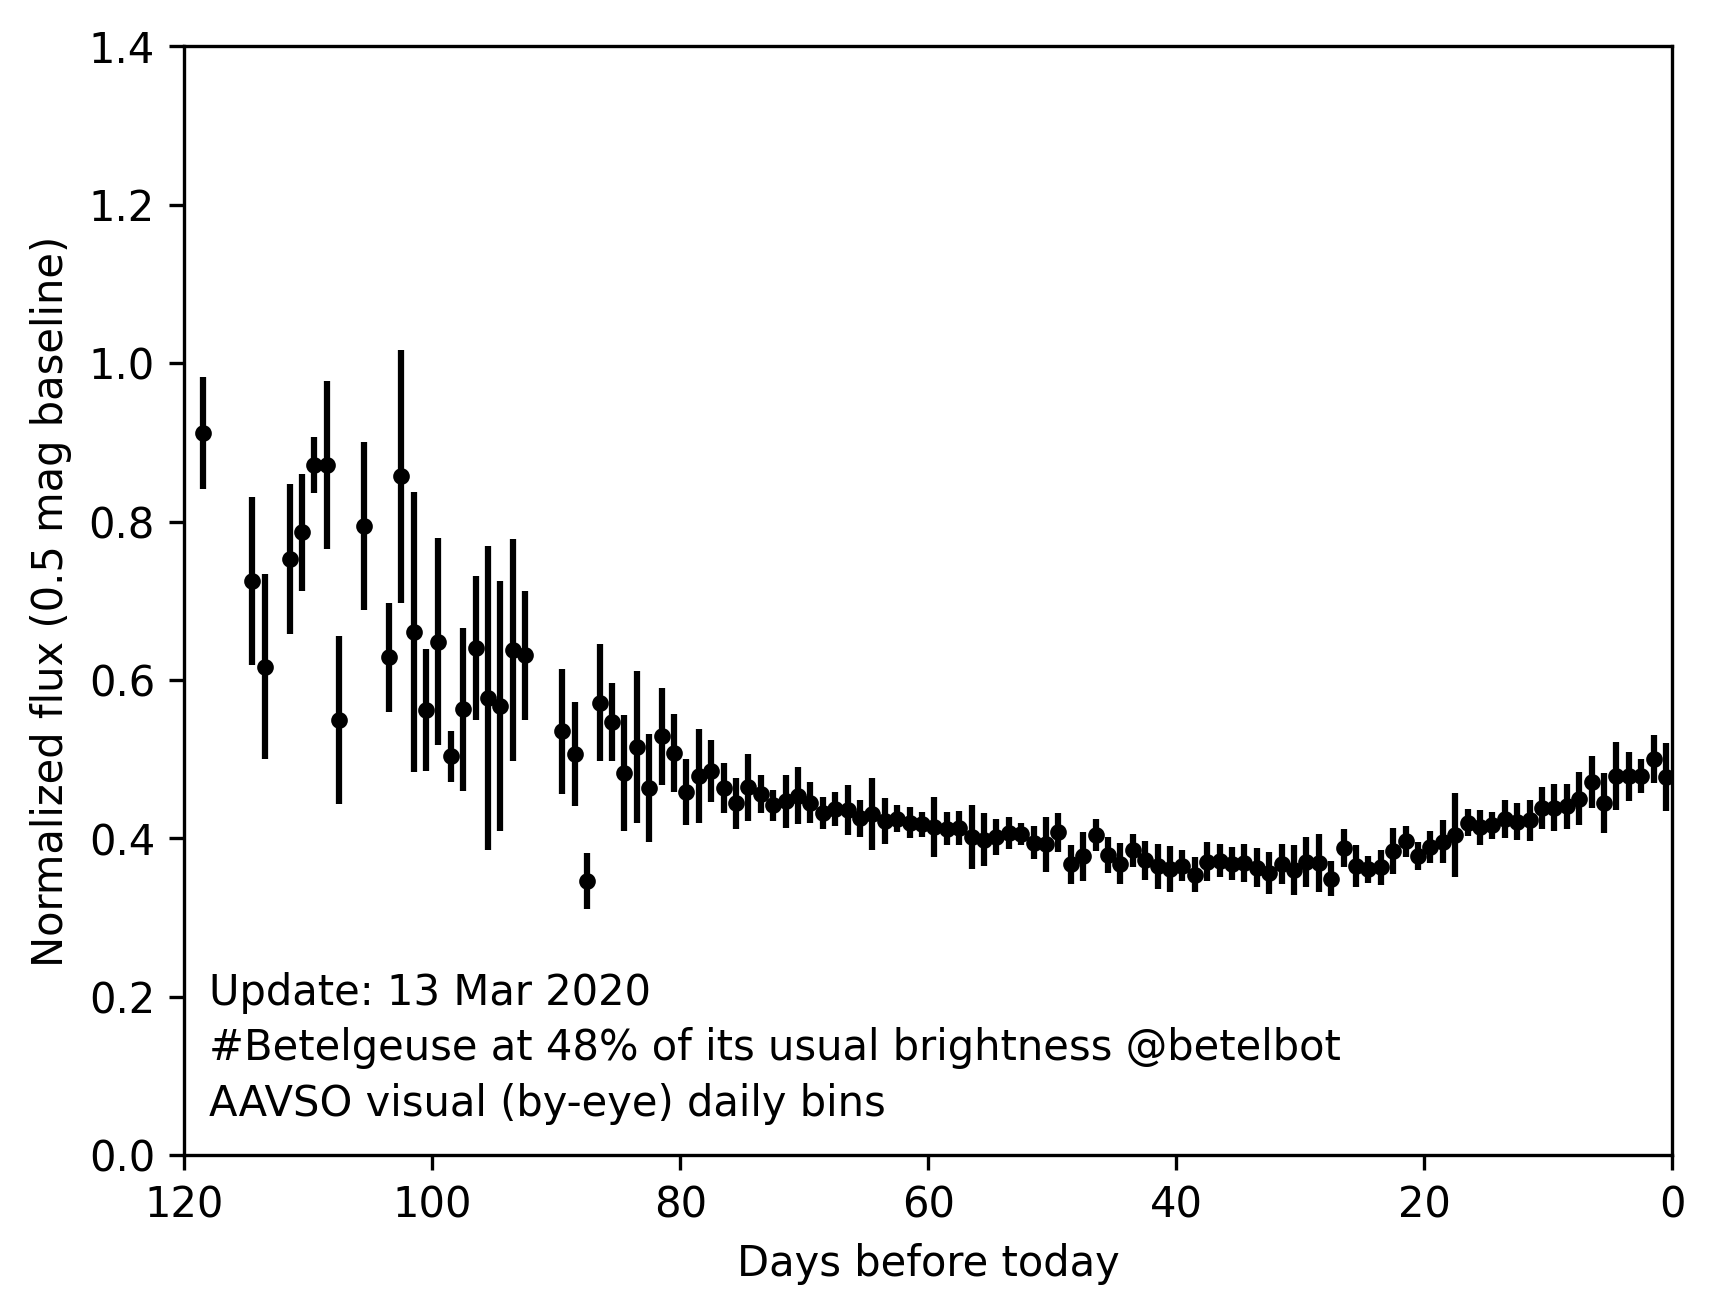 1.4
1.2
1.0
0.8
0.6
0.4
0.2
0.0
Normalized flux (0.5 mag baseline)
Update: 13 Mar 2020
#Betelgeuse at 48% of its usual brightness @betelbot
AAVSO visual (by-eye) daily bins
120 100 80 60 40 20 0
Days before today